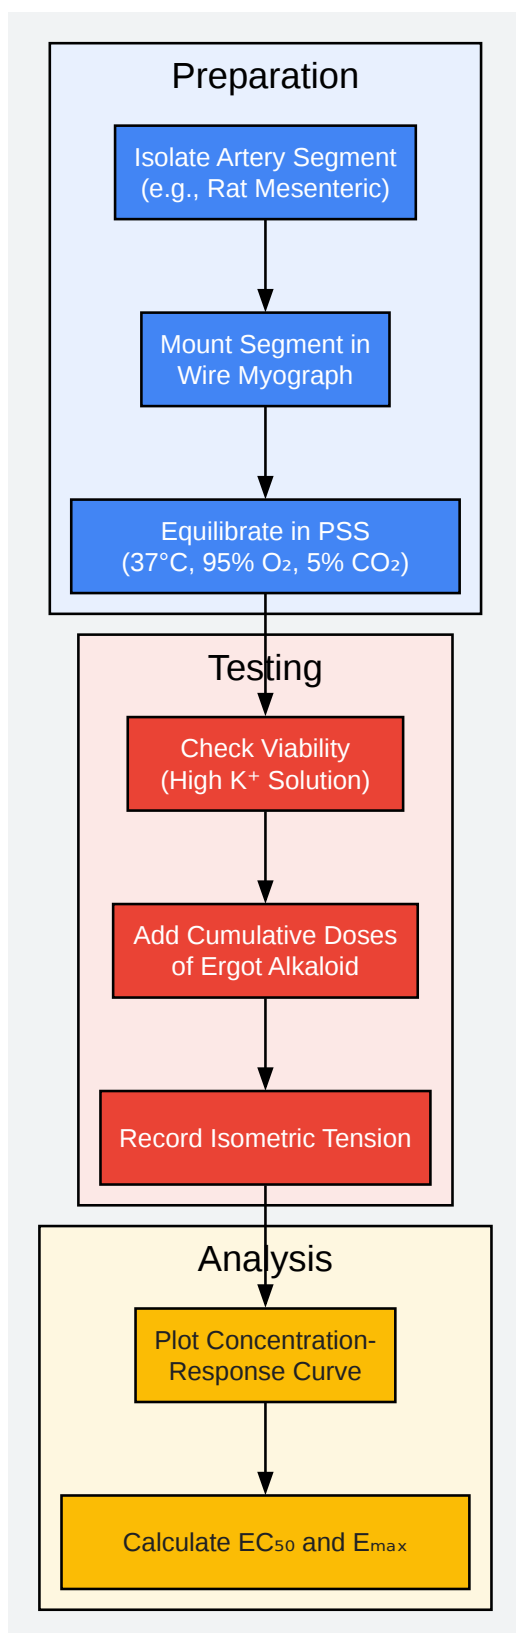 Preparation
Isolate Artery Segment
(e.g., Rat Mesenteric)
Mount Segment in
Wire Myograph
Equilibrate in PSS
(37°C, 95% O₂, 5% CO₂)
Testing
Check Viability
(High K⁺ Solution)
Add Cumulative Doses
of Ergot Alkaloid
Record Isometric Tension
Analysis
Plot Concentration-
Response Curve
Calculate EC₅₀ and Eₘₐₓ